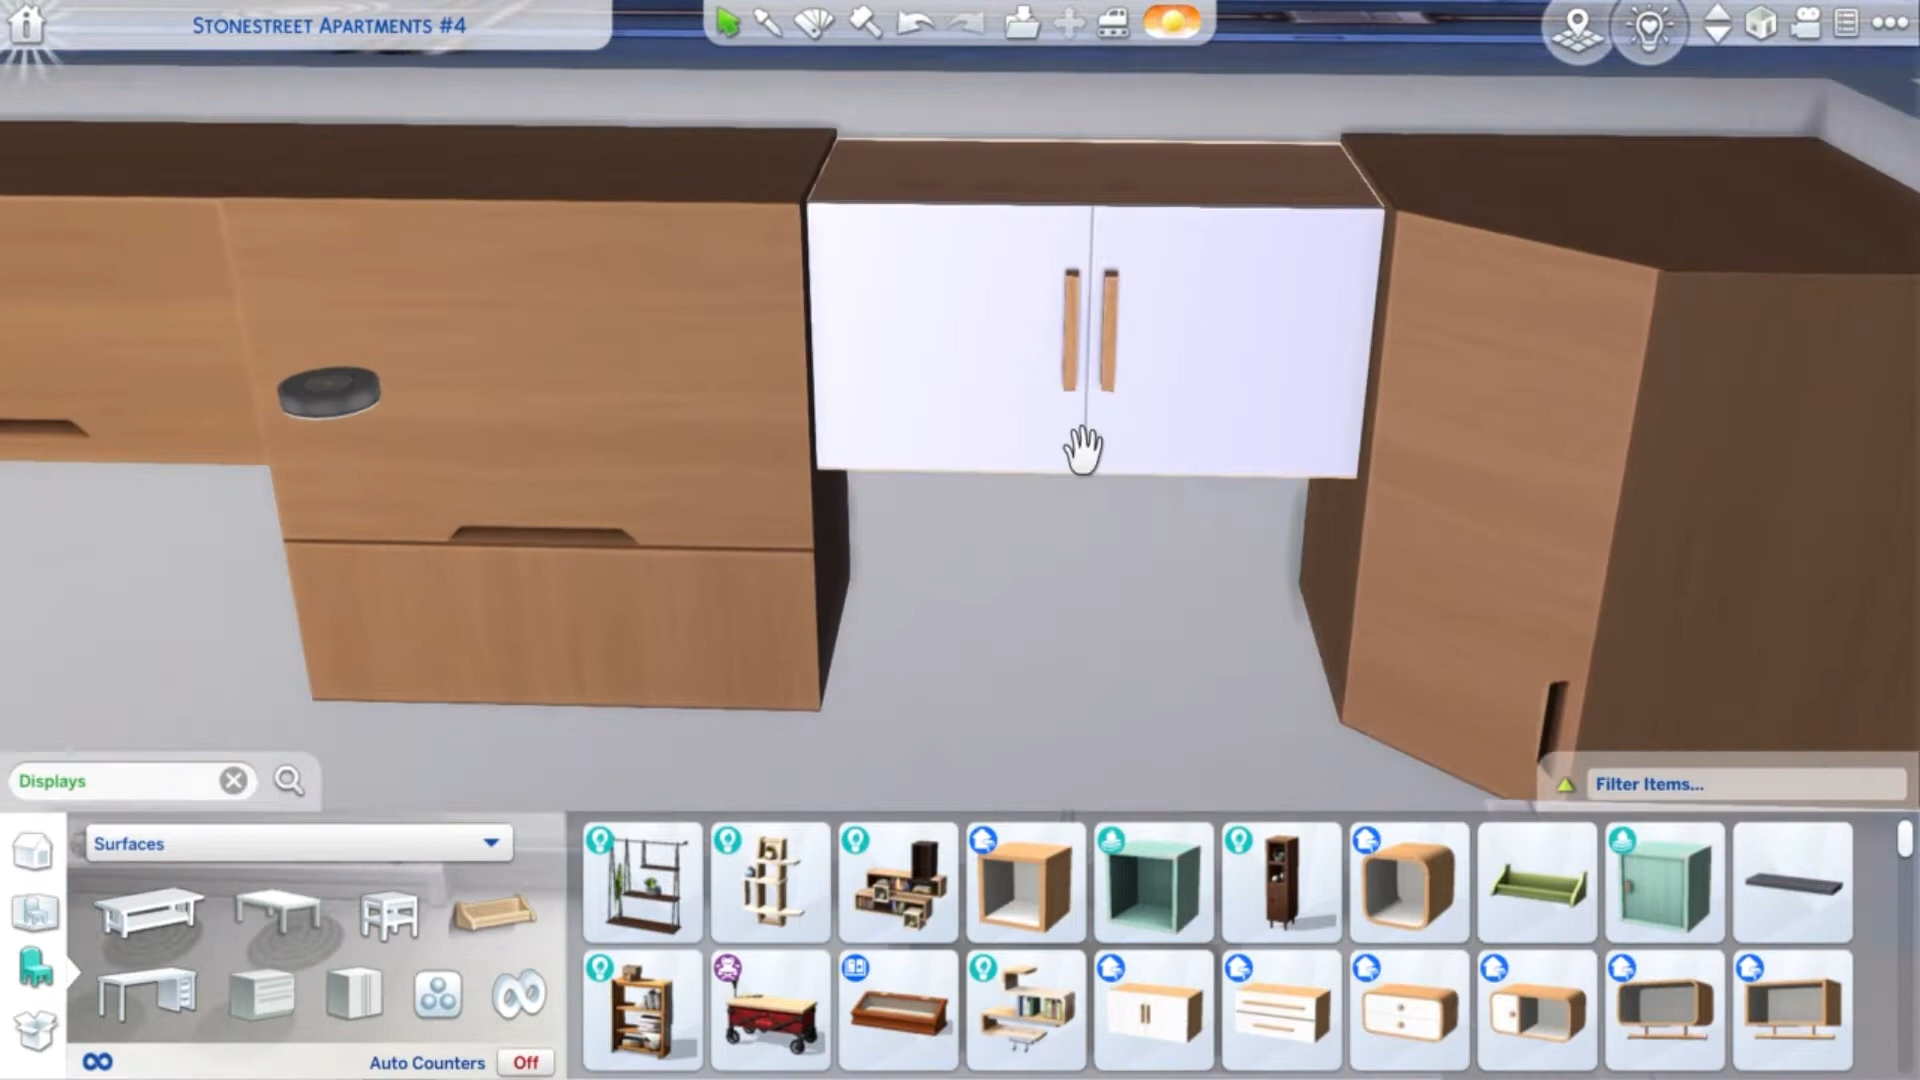 STONESTREET APARTMENTS #4
Displays
Filter Items...
Surfaces
Auto Counters Off